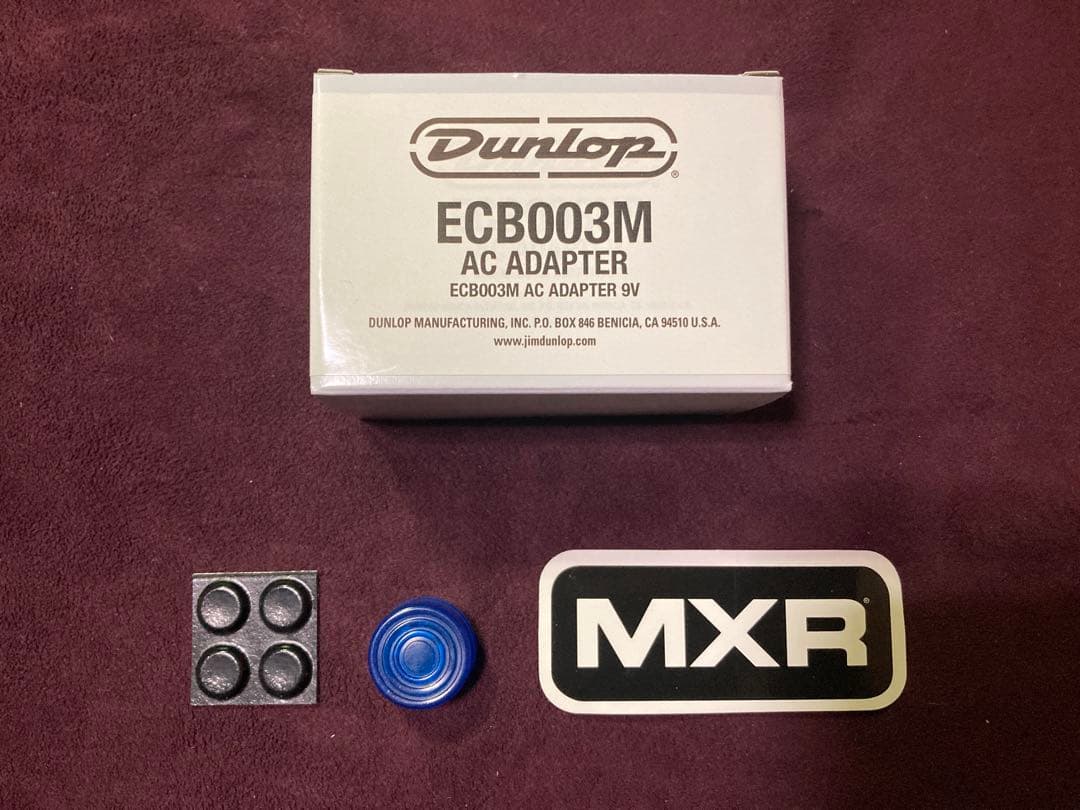 Dunlop®
ECB003M
AC ADAPTER
ECB003M AC ADAPTER 9V
DUNLOP MANUFACTURING, INC. P.O. BOX 846 BENICIA, CA 94510 U.S.A.
www.jimdunlop.com
MXR®